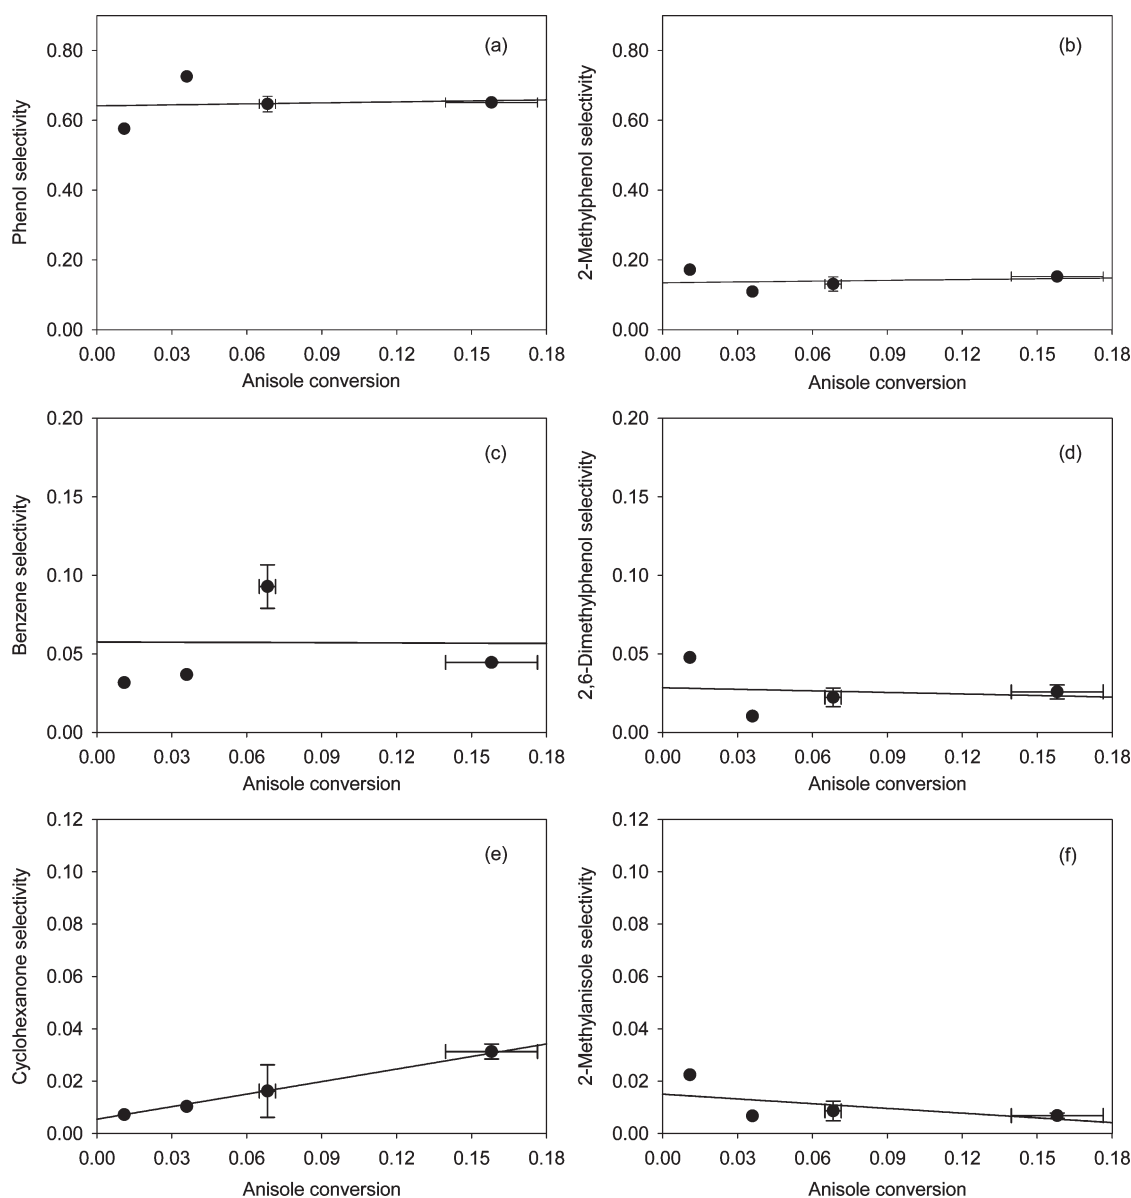 (a)
Phenol selectivity
0.80
0.60
0.40
0.20
0.00
0.00 0.03 0.06 0.09 0.12 0.15 0.18
Anisole conversion
(b)
2-Methylphenol selectivity
0.80
0.60
0.40
0.20
0.00
0.00 0.03 0.06 0.09 0.12 0.15 0.18
Anisole conversion
(c)
Benzene selectivity
0.20
0.15
0.10
0.05
0.00
0.00 0.03 0.06 0.09 0.12 0.15 0.18
Anisole conversion
(d)
2,6-Dimethylphenol selectivity
0.20
0.15
0.10
0.05
0.00
0.00 0.03 0.06 0.09 0.12 0.15 0.18
Anisole conversion
(e)
Cyclohexanone selectivity
0.12
0.10
0.08
0.06
0.04
0.02
0.00
0.00 0.03 0.06 0.09 0.12 0.15 0.18
Anisole conversion
(f)
2-Methylanisole selectivity
0.12
0.10
0.08
0.06
0.04
0.02
0.00
0.00 0.03 0.06 0.09 0.12 0.15 0.18
Anisole conversion